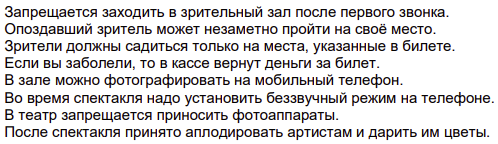 Запрещается заходить в зрительный зал после первого звонка.
Опоздавший зритель может незаметно пройти на своё место.
Зрители должны садиться только на места, указанные в билете.
Если вы заболели, то в кассе вернут деньги за билет.
В зале можно фотографировать на мобильный телефон.
Во время спектакля надо установить беззвучный режим на телефоне.
В театр запрещается приносить фотоаппараты.
После спектакля принято аплодировать артистам и дарить им цветы.